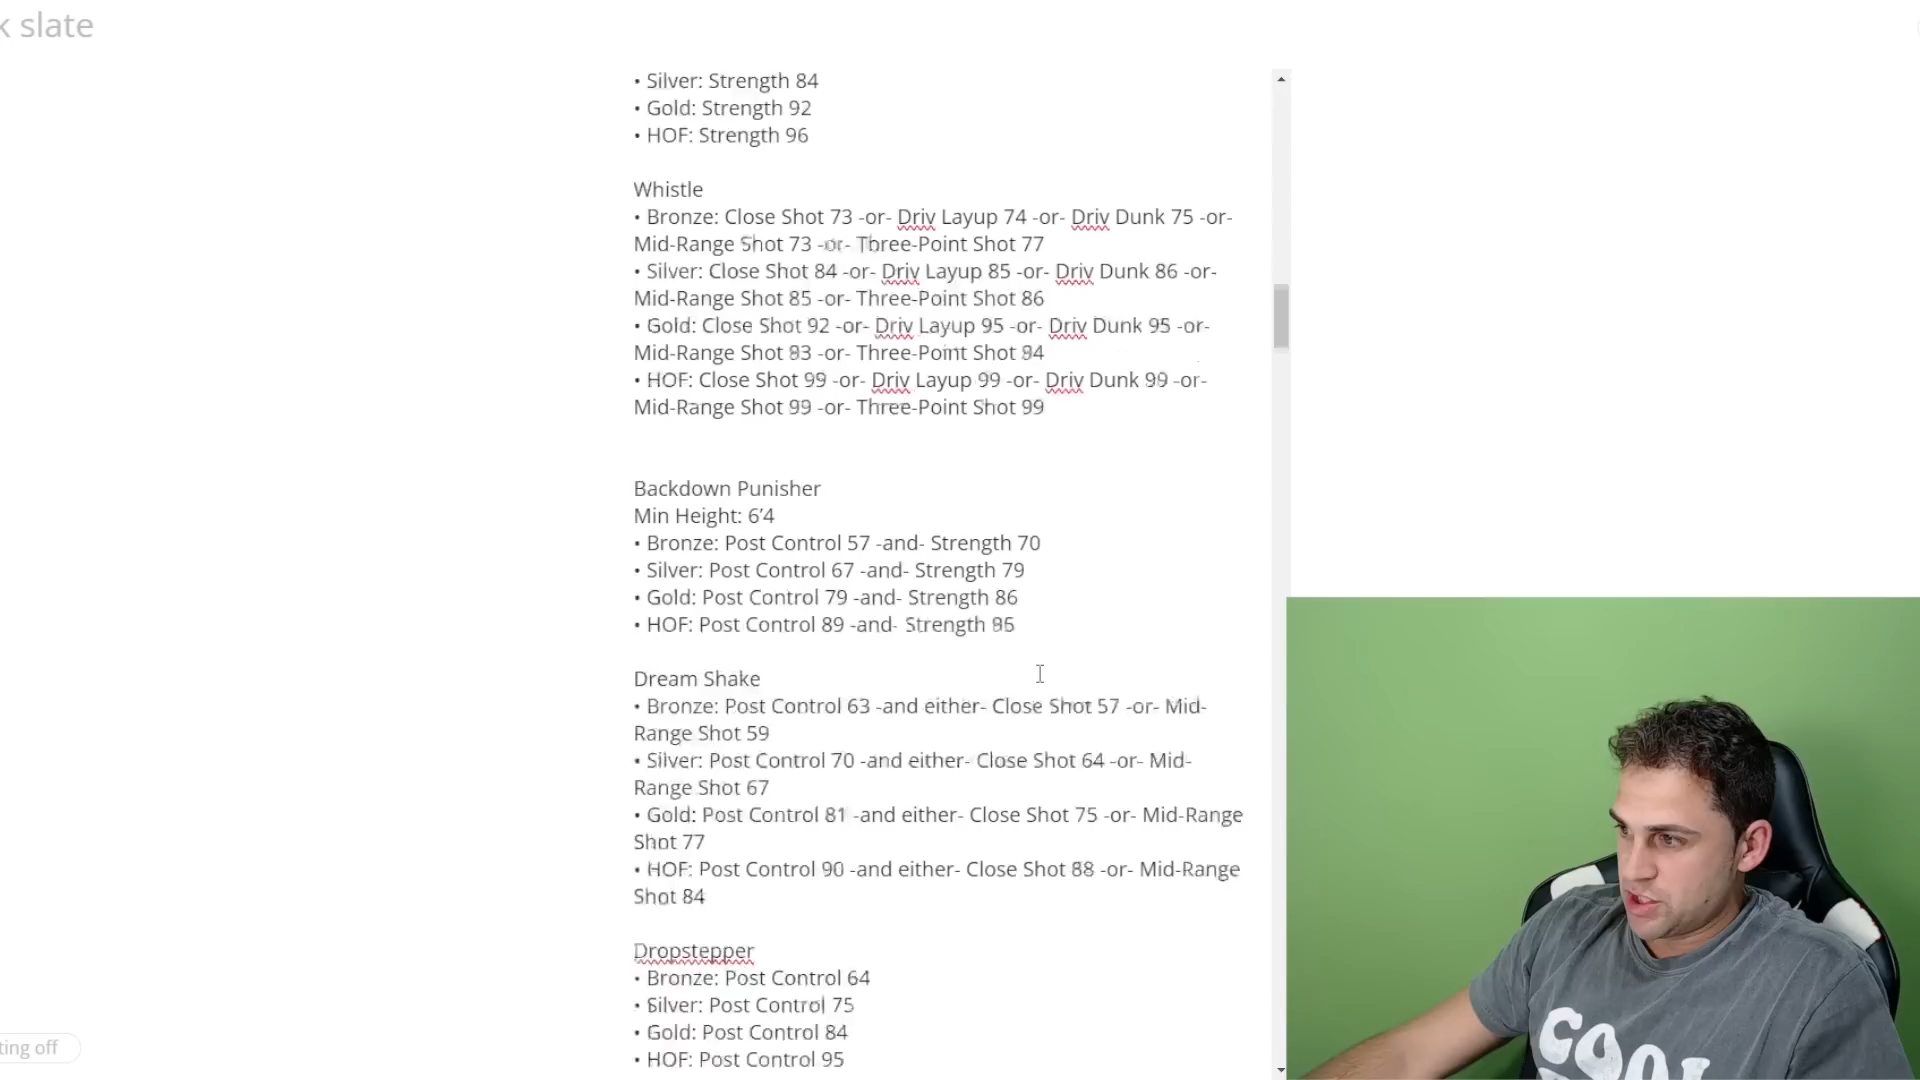 k slate
• Silver: Strength 84
• Gold: Strength 92
• HOF: Strength 96
Whistle
• Bronze: Close Shot 73 -or- Driv Layup 74 -or- Driv Dunk 75 -or-
Mid-Range Shot 73 -or- Three-Point Shot 77
• Silver: Close Shot 84 -or- Driv Layup 85 -or- Driv Dunk 86 -or-
Mid-Range Shot 85 -or- Three-Point Shot 86
• Gold: Close Shot 92 -or- Driv Layup 95 -or- Driv Dunk 95 -or-
Mid-Range Shot -or- Three-Point Shot
• HOF: Close Shot 99 -or- Driv Layup 99 -or- Driv Dunk 99 -or-
Mid-Range Shot 99 -or- Three-Point Shot 99
Backdown Punisher
Min Height: 6’4
• Bronze: Post Control 57 -and- Strength 70
• Silver: Post Control 67 -and- Strength 79
• Gold: Post Control 79 -and- Strength 86
• HOF: Post Control 89 -and- Strength
Dream Shake
• Bronze: Post Control 63 -and either- Close Shot 57 -or- Mid-
Range Shot 59
• Silver: Post Control 70 -and either- Close Shot 64 -or- Mid-
Range Shot 67
• Gold: Post Control 81 -and either- Close Shot 75 -or- Mid-Range
Shot 77
• HOF: Post Control 90 -and either- Close Shot 88 -or- Mid-Range
Shot 84
Dropstepper
• Bronze: Post Control 64
• Silver: Post Control 75
• Gold: Post Control 84
• HOF: Post Control 95
ting off
COOL